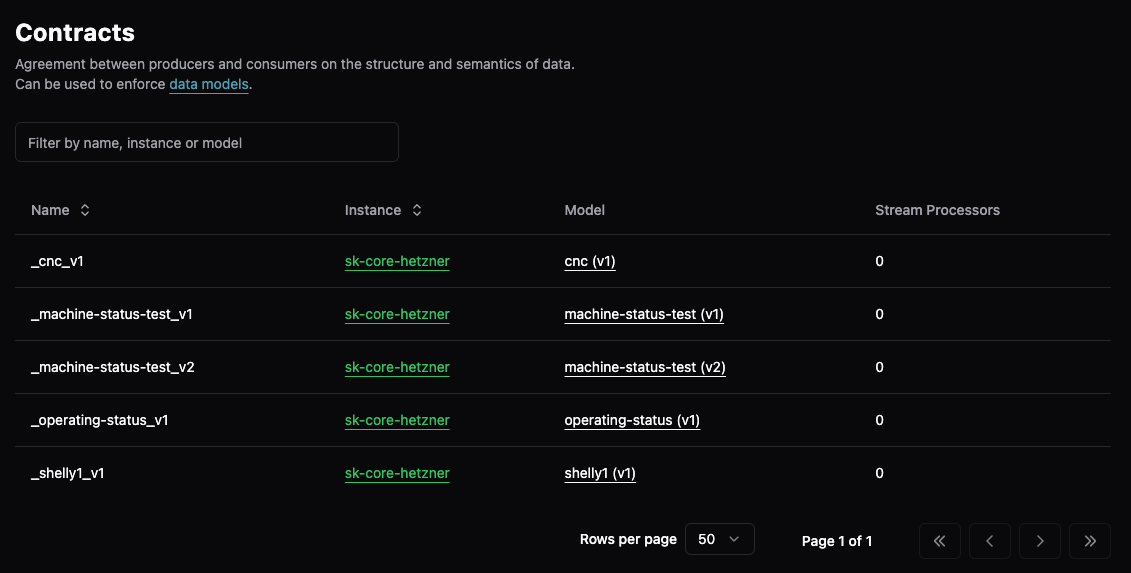 Contracts
Agreement between producers and consumers on the structure and semantics of data.
Can be used to enforce data models.
Filter by name, instance or model
Name Instance Model Stream Processors
_cnc_v1 sk-core-hetzner cnc (v1) 0
_machine-status-test_v1 sk-core-hetzner machine-status-test (v1) 0
_machine-status-test_v2 sk-core-hetzner machine-status-test (v2) 0
_operating-status_v1 sk-core-hetzner operating-status (v1) 0
_shelly1_v1 sk-core-hetzner shelly1 (v1) 0
Rows per page 50 Page 1 of 1